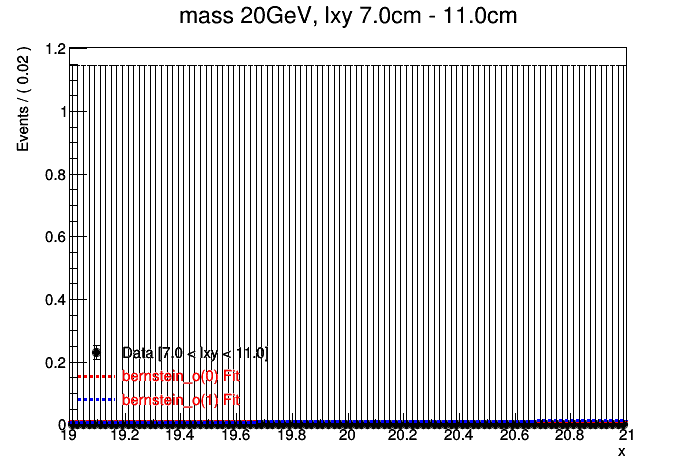 mass 20GeV, lxy 7.0cm - 11.0cm
Events / ( 0.02 )
1.2
1
0.8
0.6
0.4
0.2
0
Data [7.0 < lxy < 11.0]
bernstein_o(0) Fit
bernstein_o(1) Fit
19 19.2 19.4 19.6 19.8 20 20.2 20.4 20.6 20.8 21
x